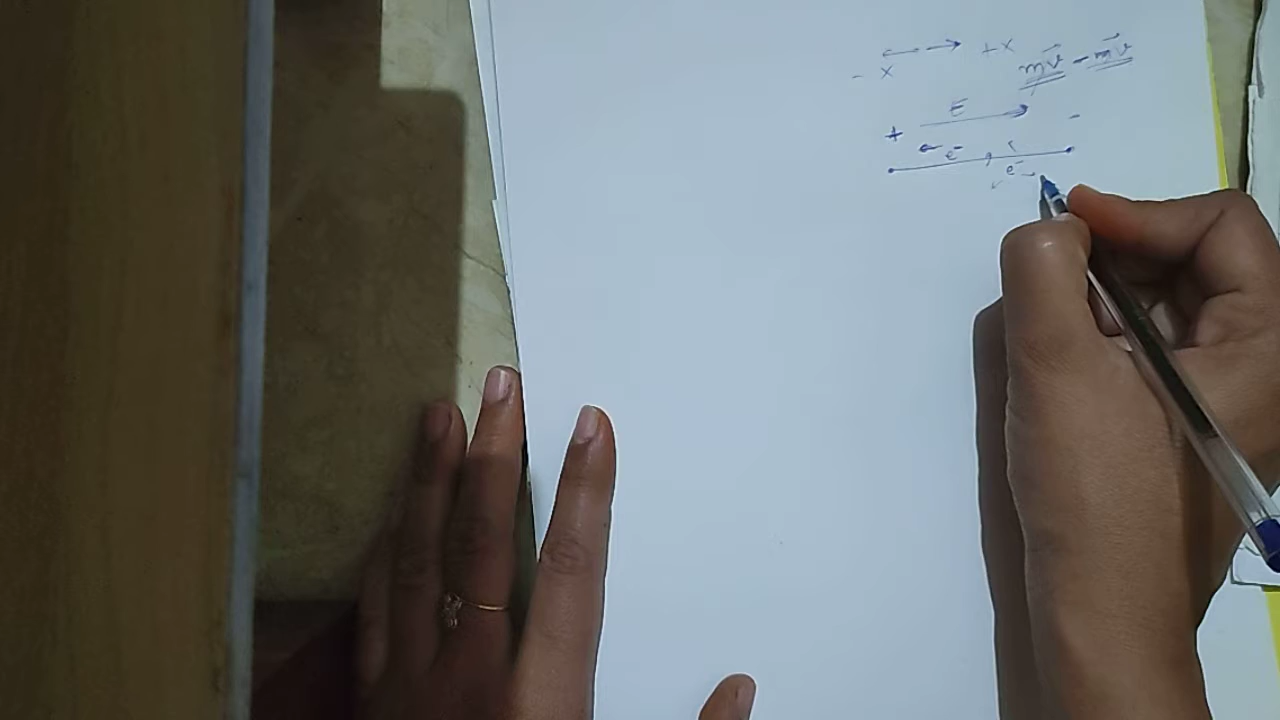 +x
- x
mv - mv
E
+ -
e⁻
e⁻